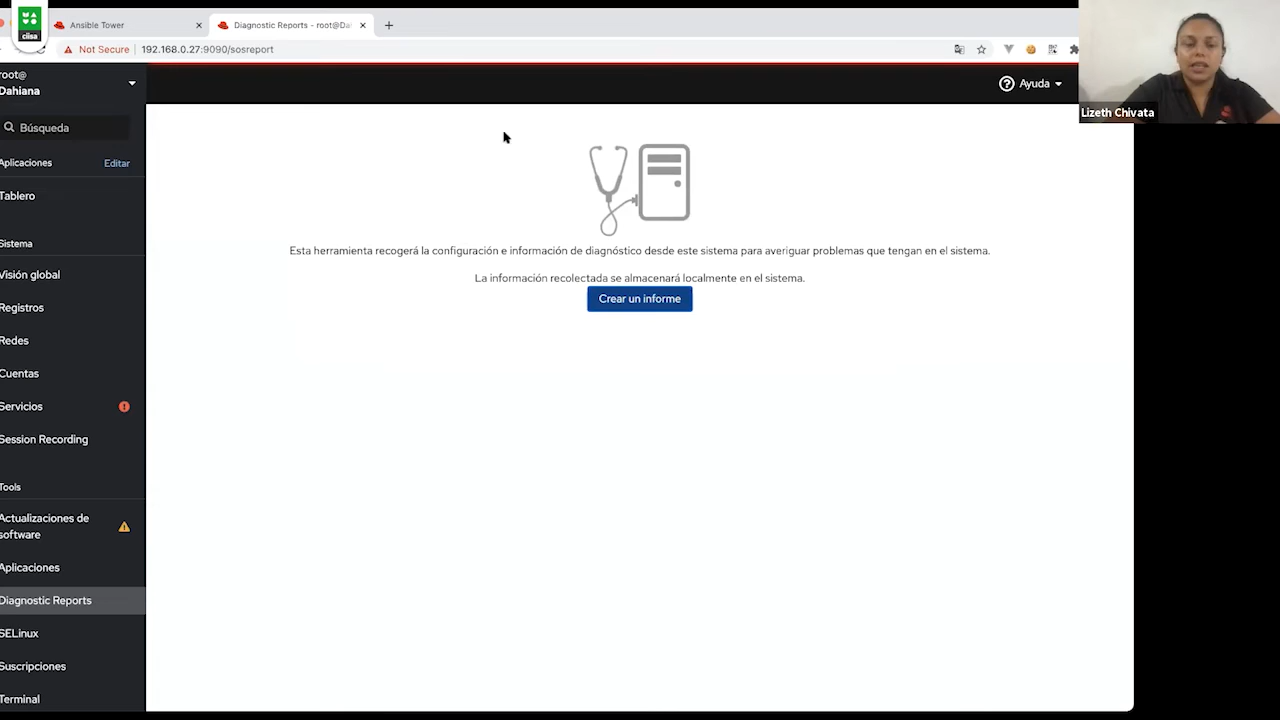 clisa
Ansible Tower
Diagnostic Reports - root@Da
Not Secure
192.168.0.27:9090/sosreport
root@
Dahiana
Búsqueda
Aplicaciones
Editar
Tablero
Sistema
Visión global
Registros
Redes
Cuentas
Servicios
Session Recording
Tools
Actualizaciones de
software
Aplicaciones
Diagnostic Reports
SELinux
Suscripciones
Terminal
Ayuda
Esta herramienta recogerá la configuración e información de diagnóstico desde este sistema para averiguar problemas que tengan en el sistema.
La información recolectada se almacenará localmente en el sistema.
Crear un informe
Lizeth Chivata